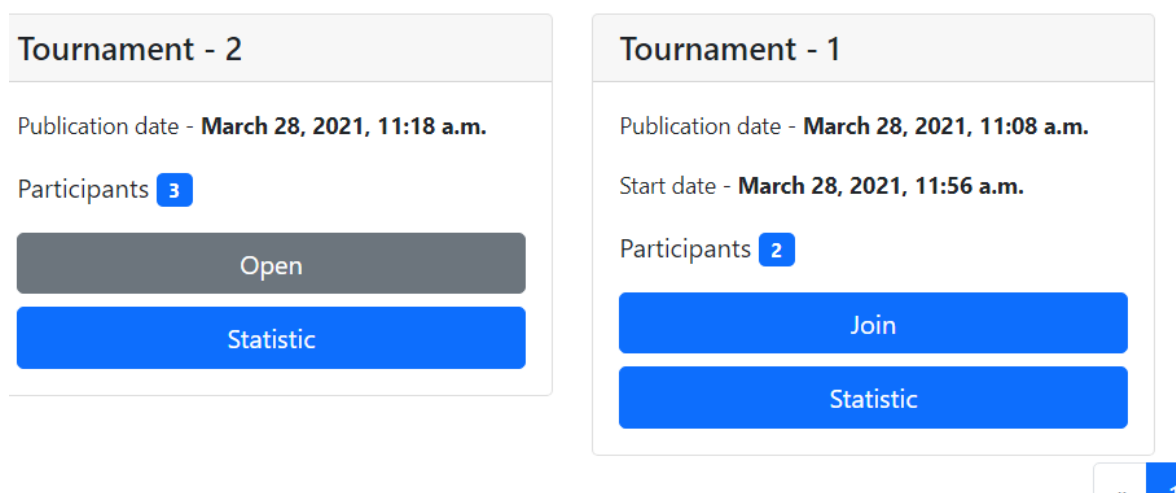 Tournament - 2
Publication date - March 28, 2021, 11:18 a.m.
Participants 3
Open
Statistic
Tournament - 1
Publication date - March 28, 2021, 11:08 a.m.
Start date - March 28, 2021, 11:56 a.m.
Participants 2
Join
Statistic